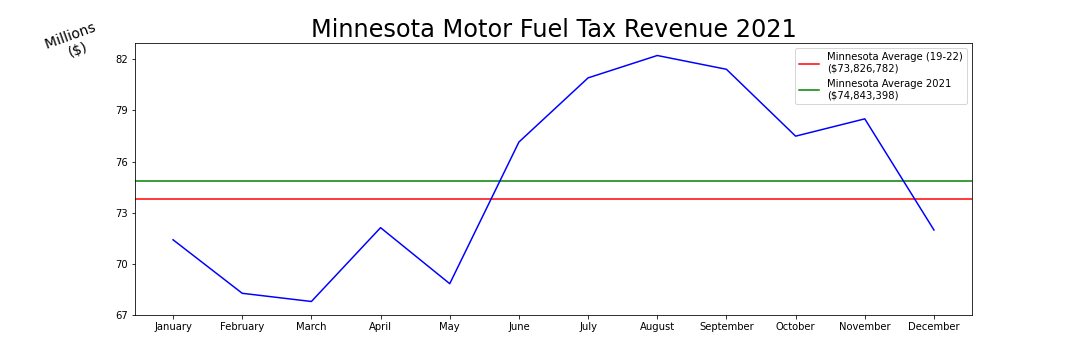 Millions
($)
Minnesota Motor Fuel Tax Revenue 2021
82
79
76
73
70
67
Minnesota Average (19-22)
($73,826,782)
Minnesota Average 2021
($74,843,398)
January February March April May June July August September October November December